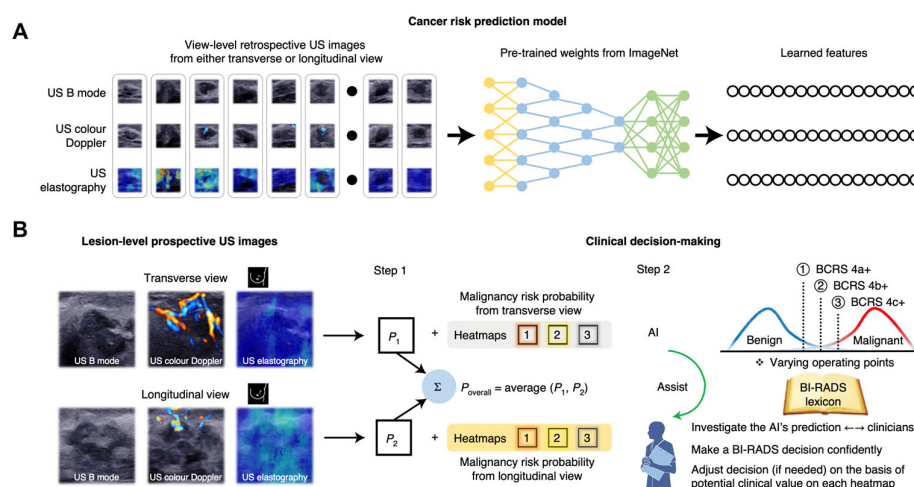 Cancer risk prediction model
A
View-level retrospective US images
from either transverse or longitudinal view
Pre-trained weights from ImageNet
Learned features
US B mode
US colour
Doppler
US
elastography
B
Lesion-level prospective US images
Clinical decision-making
Transverse view
Step 1
Step 2
1 BCRS 4a+
2 BCRS 4b+
3 BCRS 4c+
Malignancy risk probability
from transverse view
P1
+
Heatmaps 1 2 3
AI
Benign
Malignant
US B mode
US colour Doppler
US elastography
❖ Varying operating points
Longitudinal view
Σ
Poverall = average (P1, P2)
Assist
BI-RADS
lexicon
P2
+
Heatmaps 1 2 3
Malignancy risk probability
from longitudinal view
US B mode
US colour Doppler
US elastography
Investigate the AI's prediction ←→ clinicians
Make a BI-RADS decision confidently
Adjust decision (if needed) on the basis of
potential clinical value on each heatmap